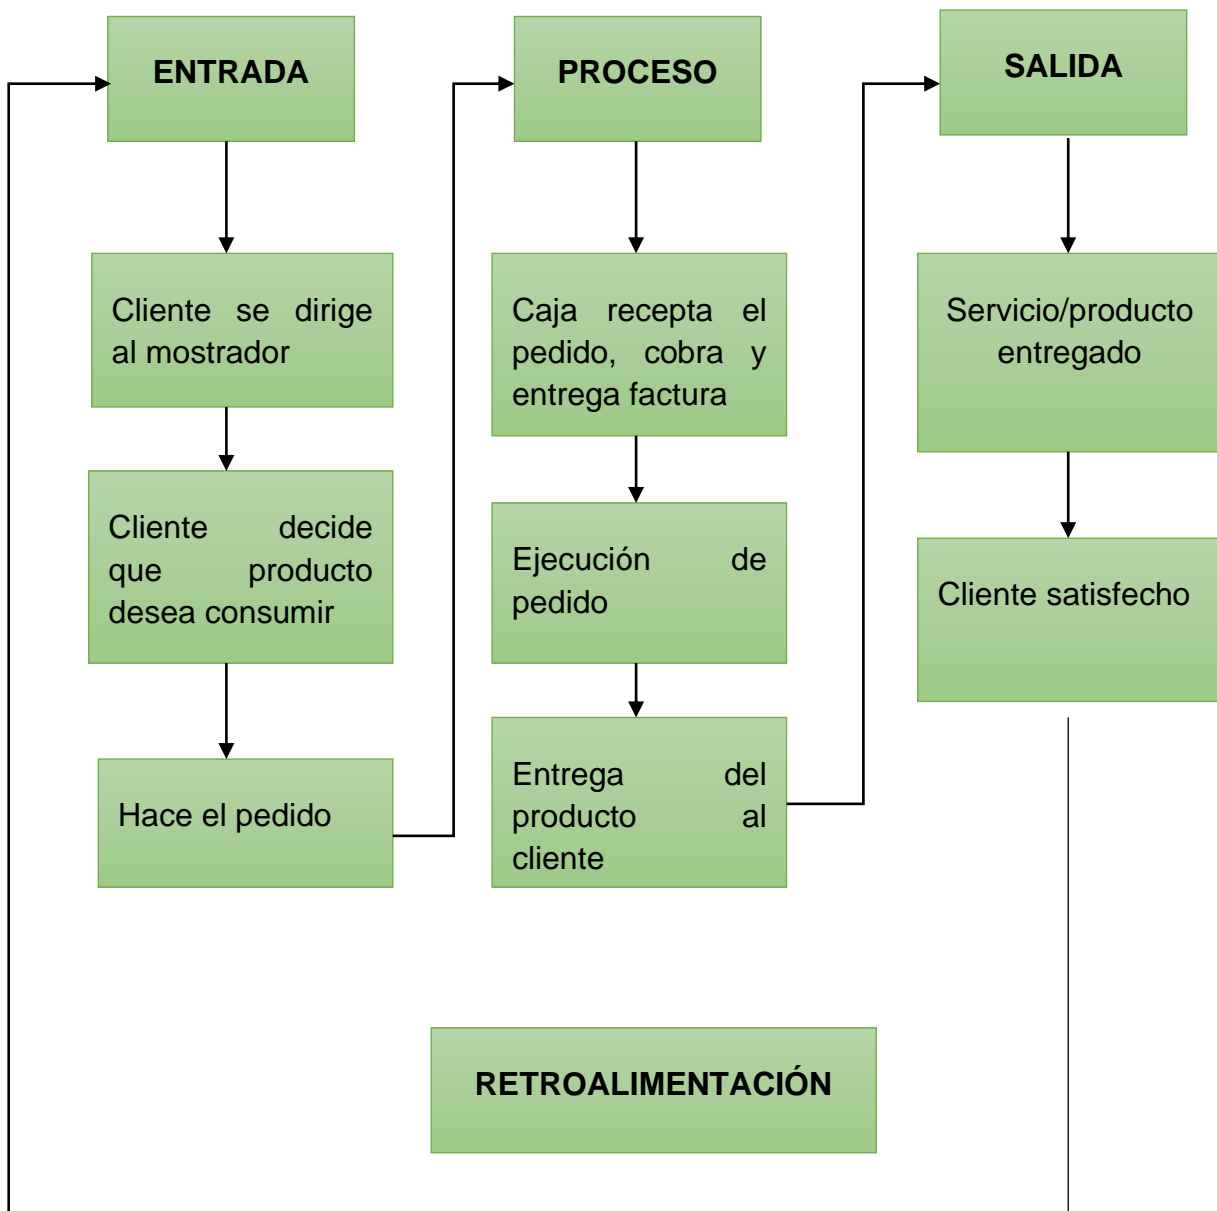 ENTRADA
Cliente se dirige
al mostrador
Cliente decide
que producto
desea consumir
Hace el pedido
PROCESO
Caja recepta el
pedido, cobra y
entrega factura
Ejecución de
pedido
Entrega del
producto al
cliente
SALIDA
Servicio/producto
entregado
Cliente satisfecho
RETROALIMENTACIÓN